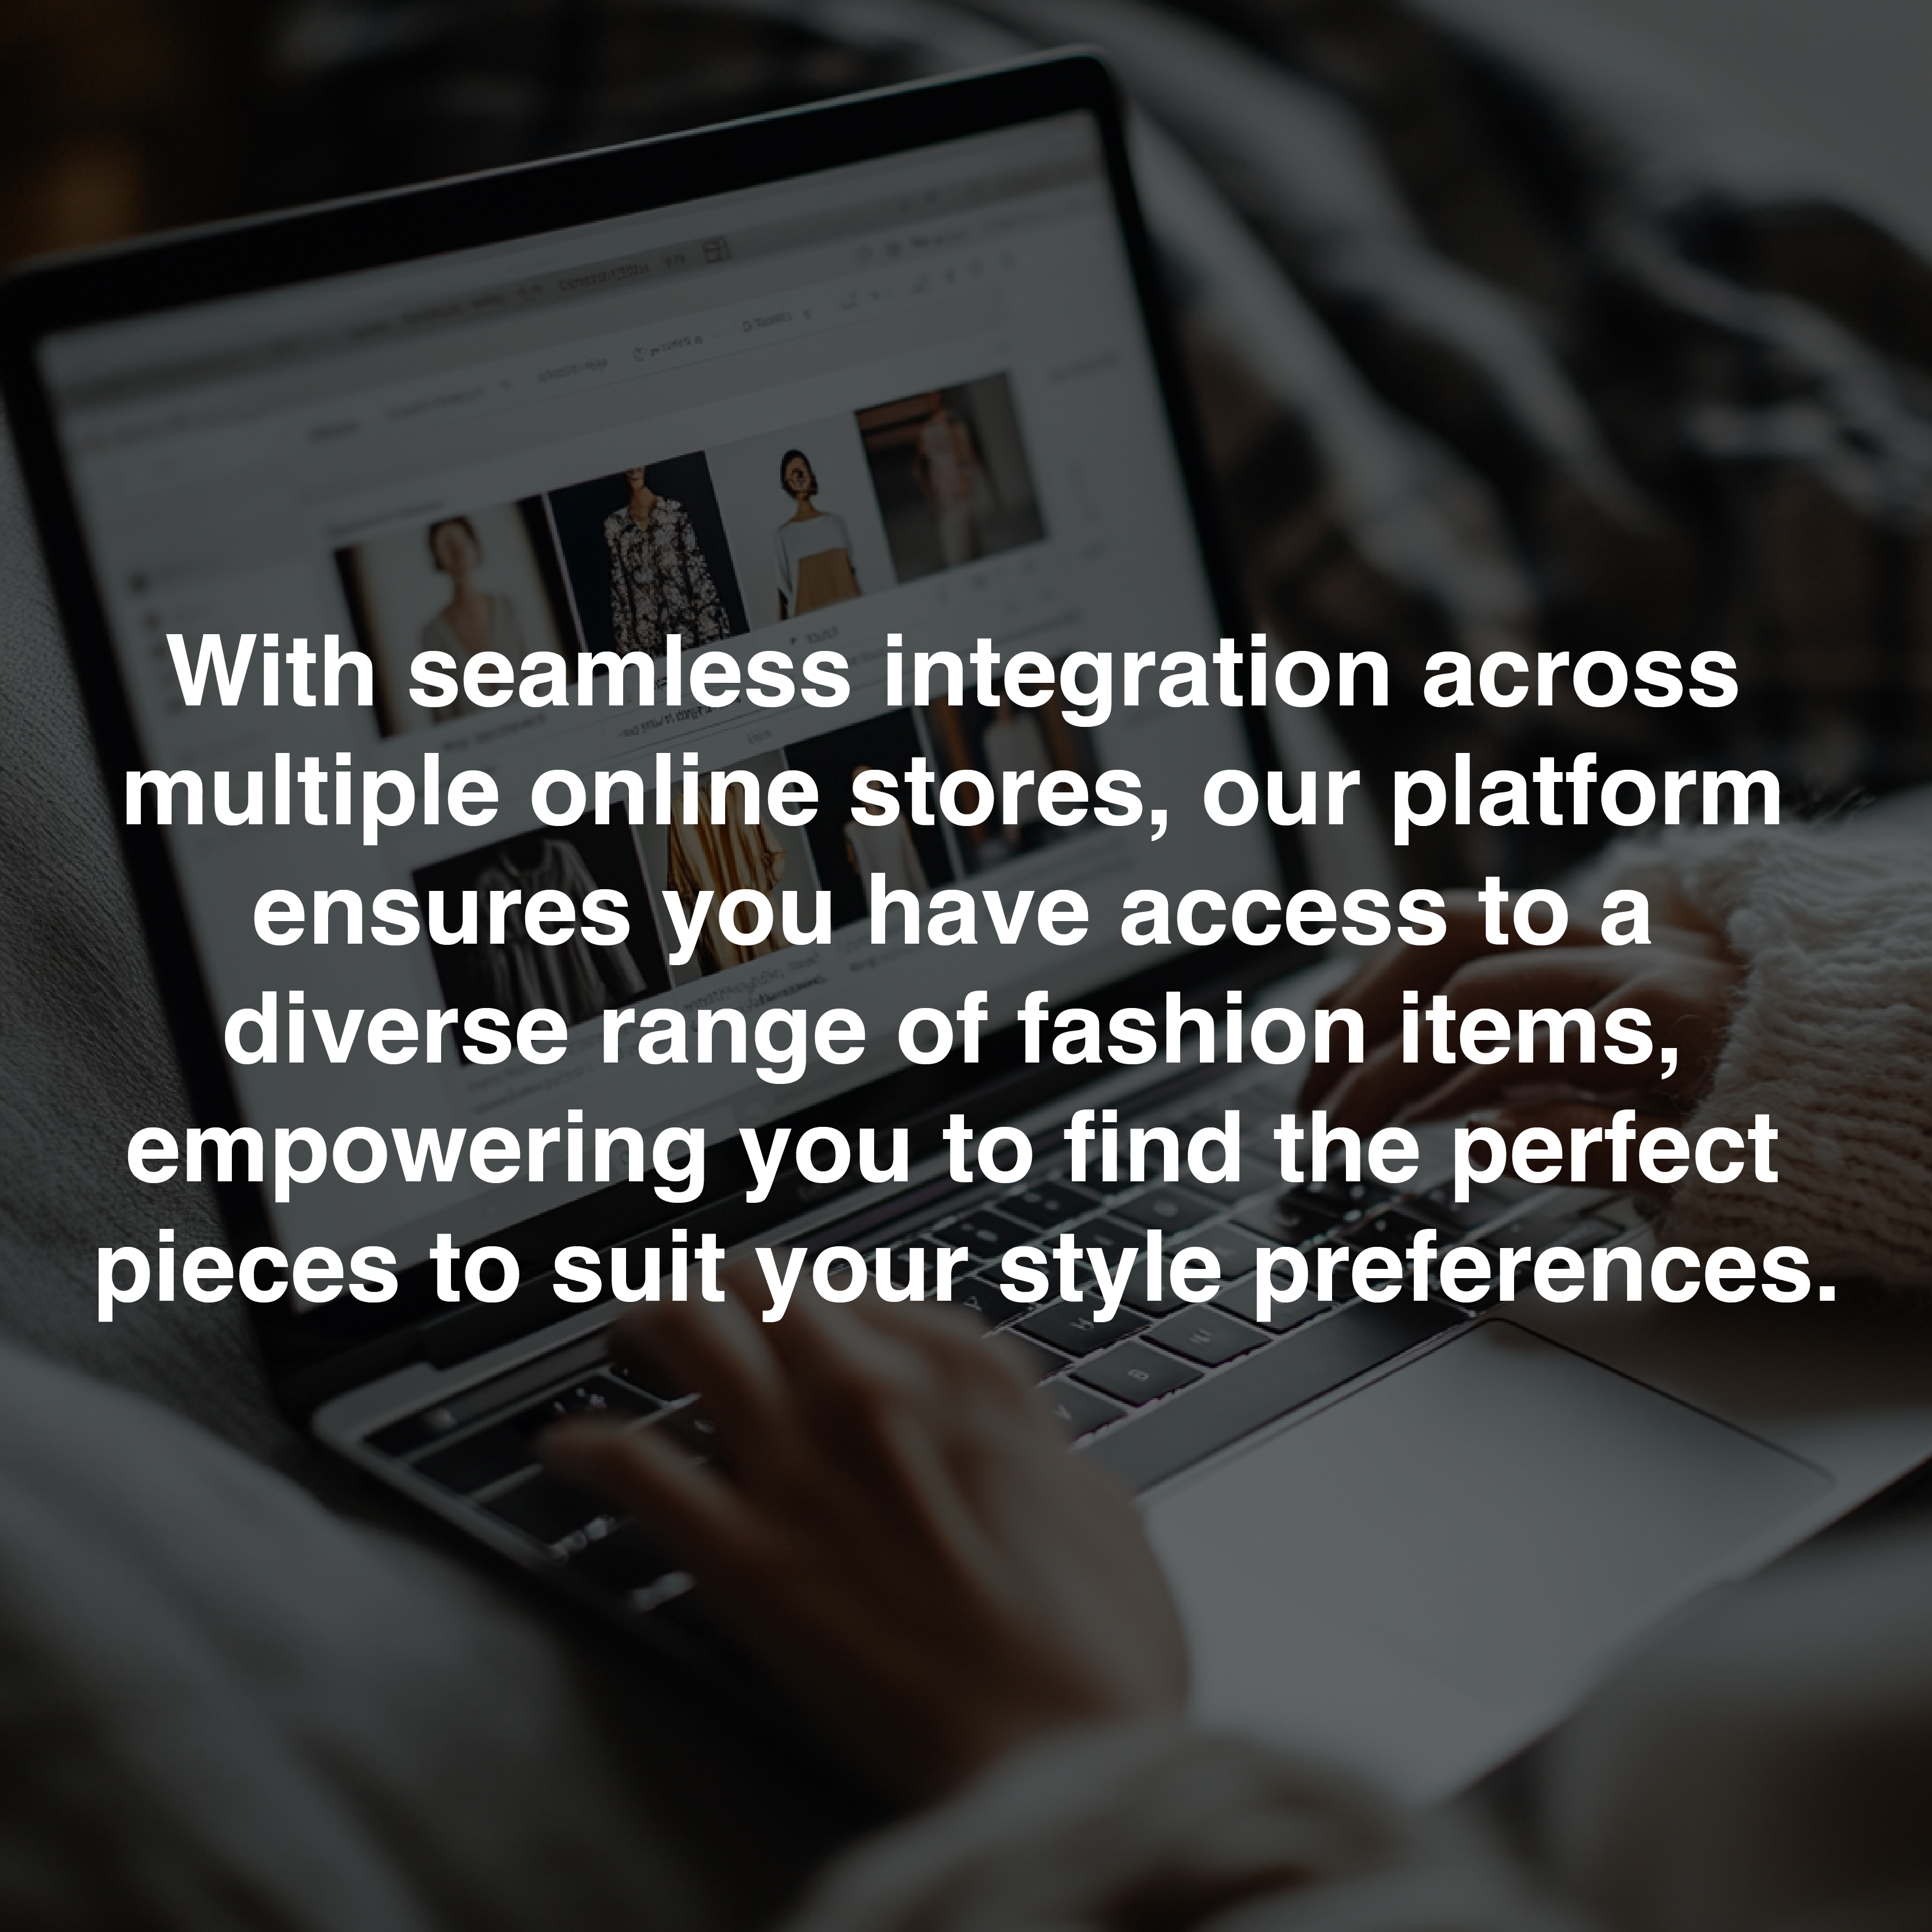 With seamless integration across
multiple online stores, our platform
ensures you have access to a
diverse range of fashion items,
empowering you to find the perfect
pieces to suit your style preferences.